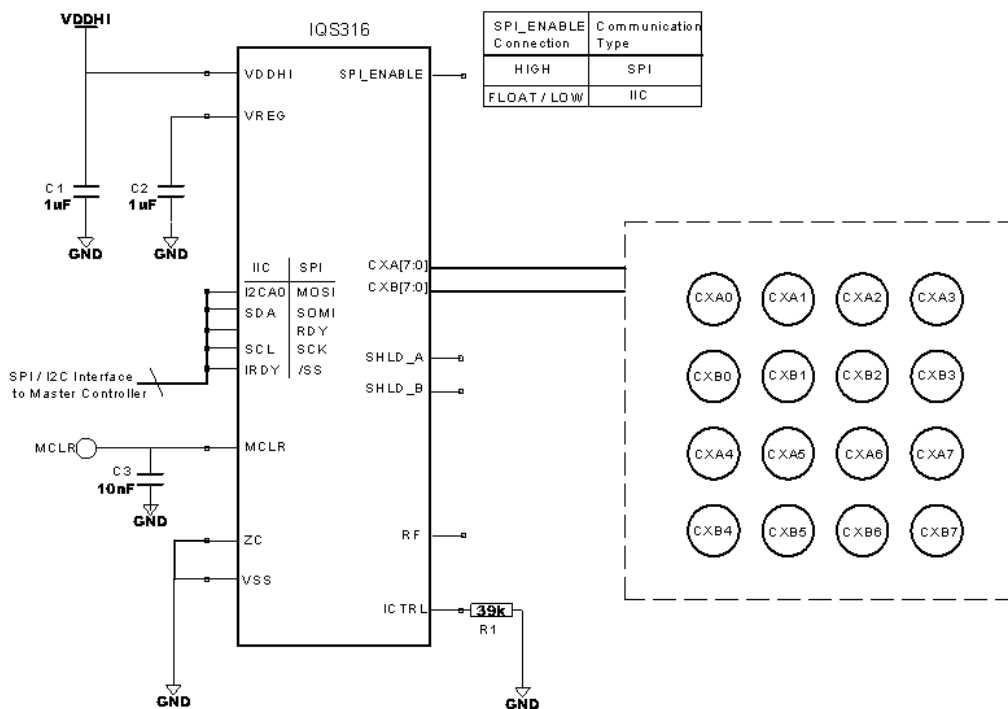 VDDHI
IQS316
SPI_ENABLE Connection
Communication Type
HIGH
SPI
FLOAT / LOW
IIC
VDDHI
SPI_ENABLE
VREG
C1
1uF
GND
C2
1uF
GND
IIC
SPI
I2CA0
MOSI
SDA
SOMI
RDY
SCL
SCK
IRDY
/SS
SPI / I2C Interface
to Master Controller
CXA[7:0]
CXB[7:0]
SHLD_A
SHLD_B
MCLR
MCLR
C3
10nF
GND
ZC
VSS
GND
RF
ICTRL
39k
R1
GND
CXA0 CXA1 CXA2 CXA3
CXB0 CXB1 CXB2 CXB3
CXA4 CXA5 CXA6 CXA7
CXB4 CXB5 CXB6 CXB7